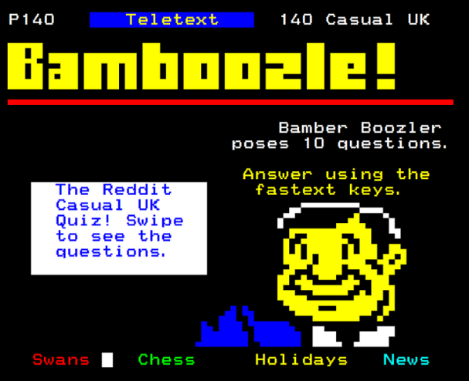 P140 Teletext 140 Casual UK
Bamboozle!
Bamber Boozler
poses 10 questions.
Answer using the
fastext keys.
The Reddit
Casual UK
Quiz! Swipe
to see the
questions.
Swans Chess Holidays News